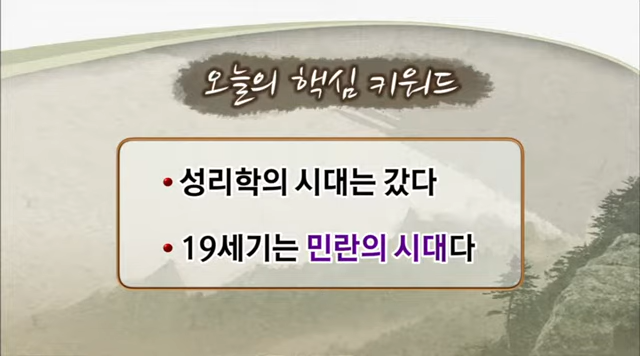 오늘의 핵심 키워드
• 성리학의 시대는 갔다
• 19세기는 민란의 시대다